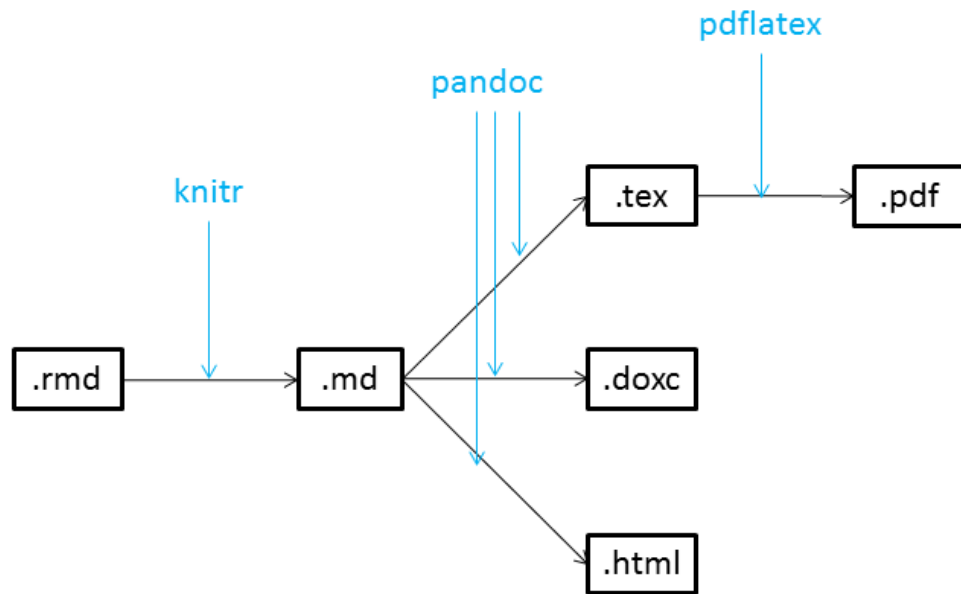 pdflatex
pandoc
knitr
.tex
.pdf
.rmd
.md
.doxc
.html